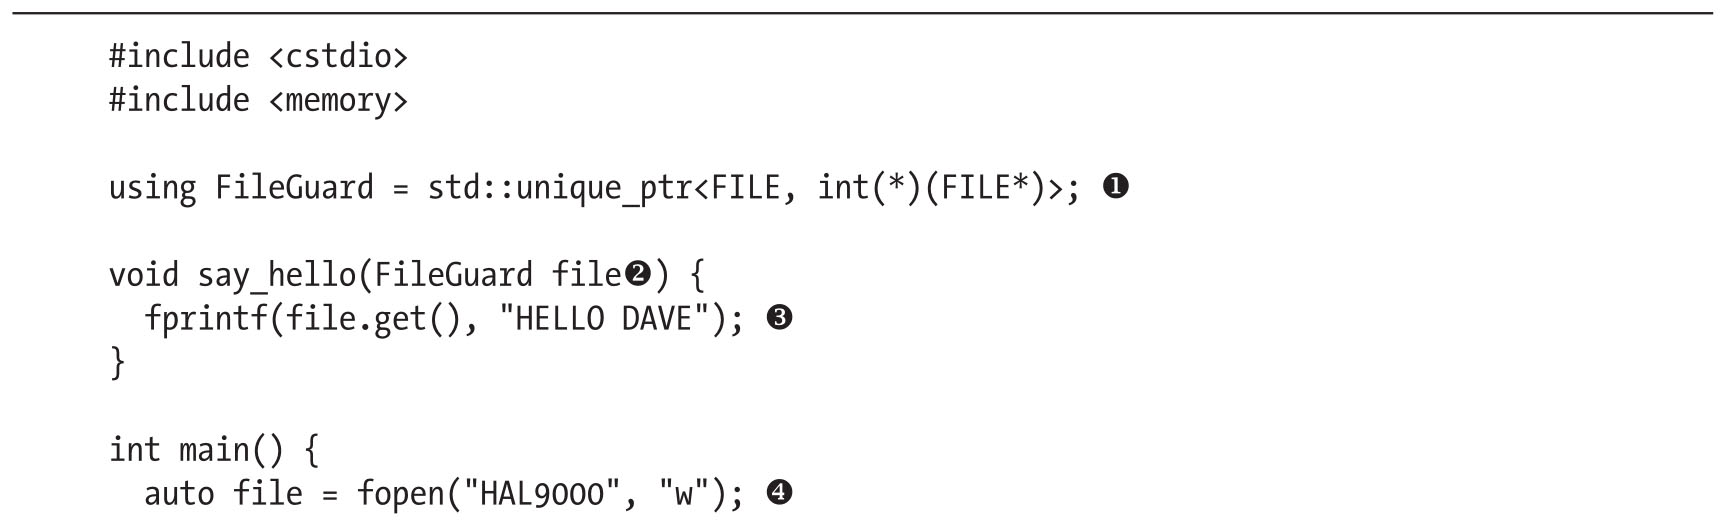 #include <cstdio>
#include <memory>

using FileGuard = std::unique_ptr<FILE, int(*)(FILE*)>; ❶

void say_hello(FileGuard file❷) {
  fprintf(file.get(), "HELLO DAVE"); ❸
}

int main() {
  auto file = fopen("HAL9000", "w"); ❹